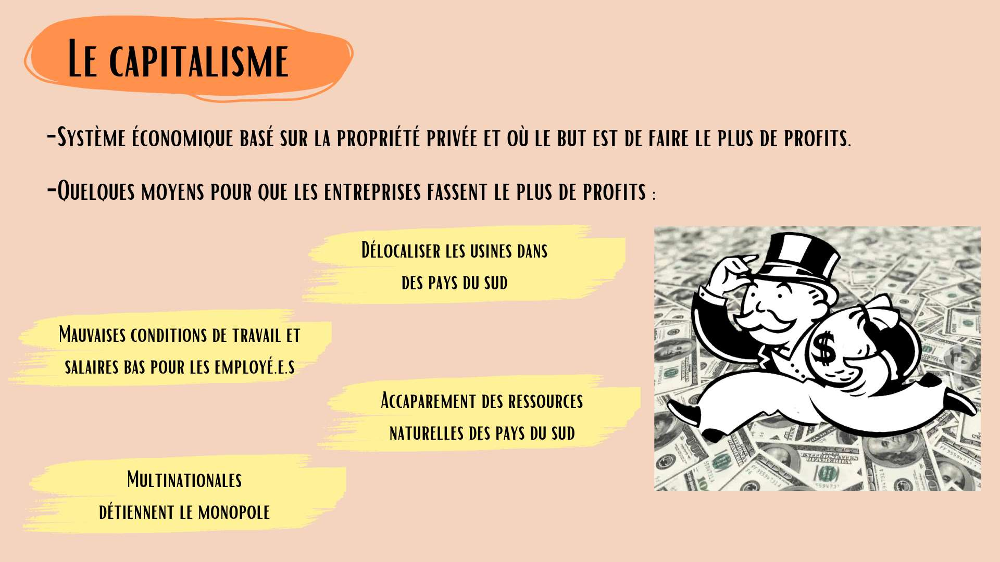 Le capitalisme
-Système économique basé sur la propriété privée et où le but est de faire le plus de profits.
-Quelques moyens pour que les entreprises fassent le plus de profits :
Délocaliser les usines dans
des pays du sud
Mauvaises conditions de travail et
salaires bas pour les employé.e.s
Accaparement des ressources
naturelles des pays du sud
Multinationales
détiennent le monopole
$